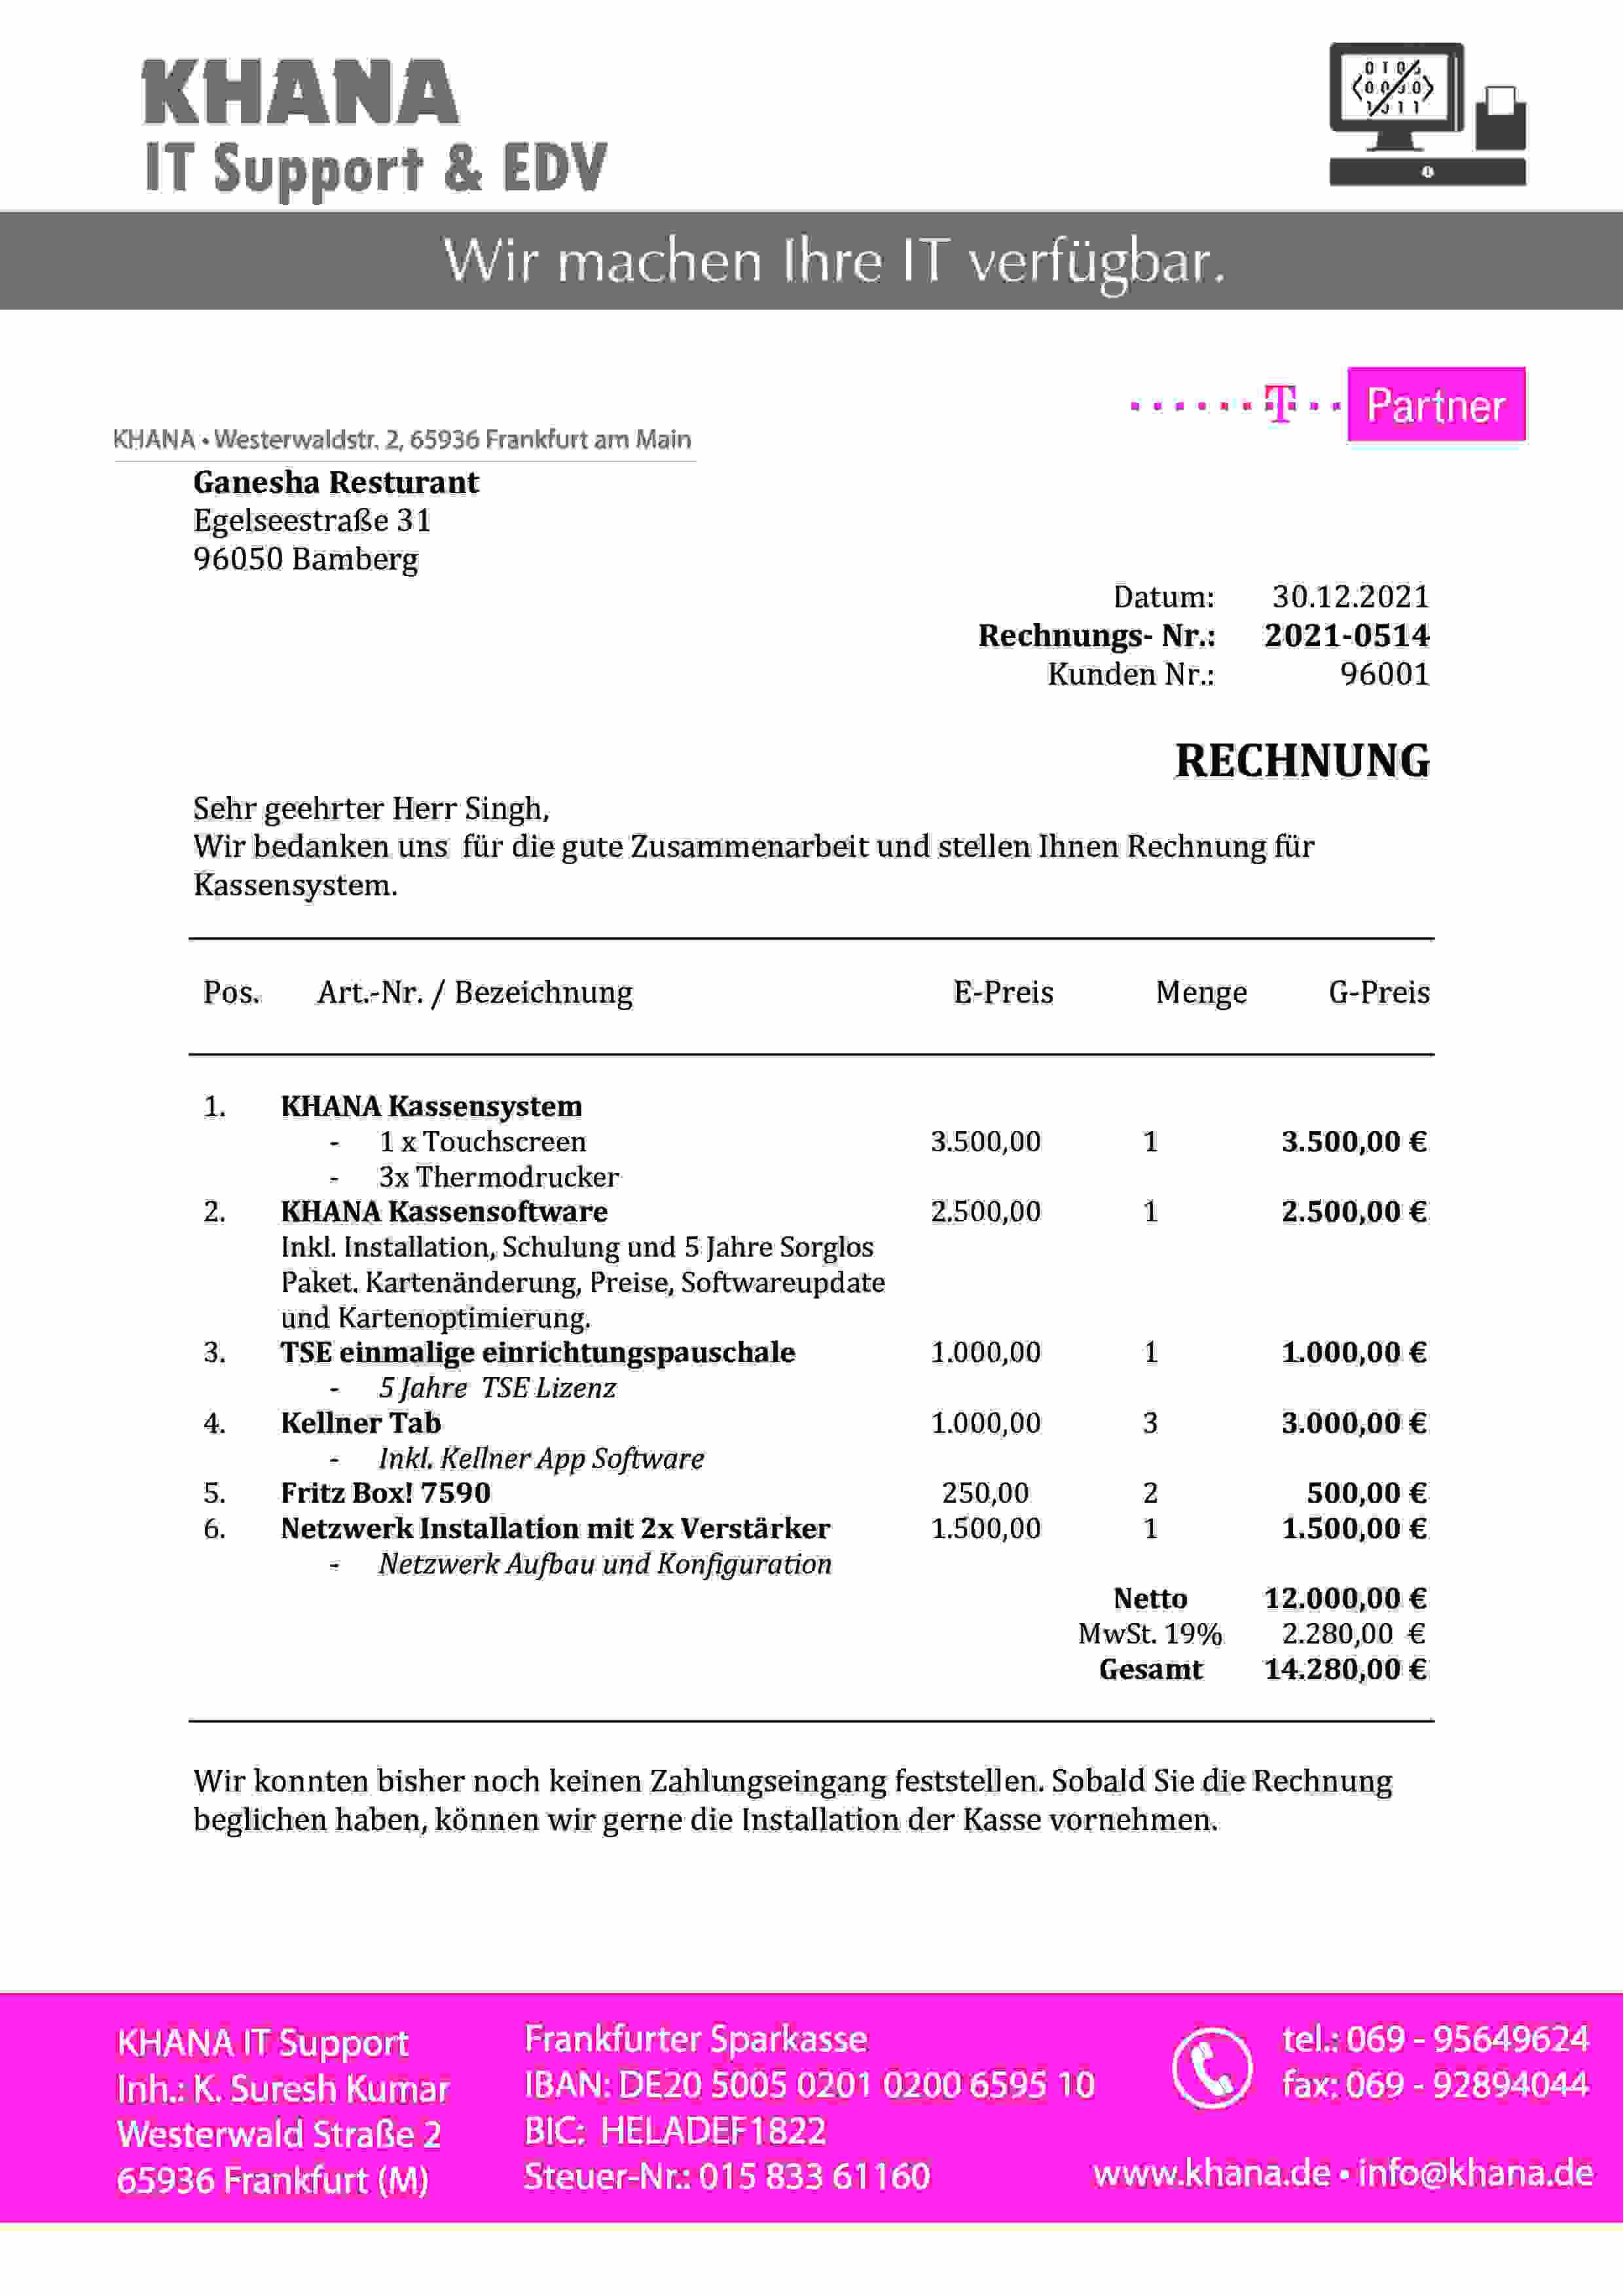 KHANA
IT Support & EDV
Wir machen Ihre IT verfügbar.
T Partner
KHANA • Westerwaldstr. 2, 65936 Frankfurt am Main
Ganesha Resturant
Egelseestraße 31
96050 Bamberg
Datum: 30.12.2021
Rechnungs- Nr.: 2021-0514
Kunden Nr.: 96001
RECHNUNG
Sehr geehrter Herr Singh,
Wir bedanken uns für die gute Zusammenarbeit und stellen Ihnen Rechnung für
Kassensystem.
Pos. Art.-Nr. / Bezeichnung E-Preis Menge G-Preis
1. KHANA Kassensystem
- 1 x Touchscreen 3.500,00 1 3.500,00 €
- 3x Thermodrucker
2. KHANA Kassensoftware 2.500,00 1 2.500,00 €
Inkl. Installation, Schulung und 5 Jahre Sorglos
Paket. Kartenänderung, Preise, Softwareupdate
und Kartenoptimierung.
3. TSE einmalige einrichtungspauschale 1.000,00 1 1.000,00 €
- 5 Jahre TSE Lizenz
4. Kellner Tab 1.000,00 3 3.000,00 €
- Inkl. Kellner App Software
5. Fritz Box! 7590 250,00 2 500,00 €
6. Netzwerk Installation mit 2x Verstärker 1.500,00 1 1.500,00 €
- Netzwerk Aufbau und Konfiguration
Netto 12.000,00 €
MwSt. 19% 2.280,00 €
Gesamt 14.280,00 €
Wir konnten bisher noch keinen Zahlungseingang feststellen. Sobald Sie die Rechnung
beglichen haben, können wir gerne die Installation der Kasse vornehmen.
KHANA IT Support
Inh.: K. Suresh Kumar
Westerwald Straße 2
65936 Frankfurt (M)
Frankfurter Sparkasse
IBAN: DE20 5005 0201 0200 6595 10
BIC: HELADEF1822
Steuer-Nr.: 015 833 61160
tel.: 069 - 95649624
fax: 069 - 92894044
www.khana.de • info@khana.de